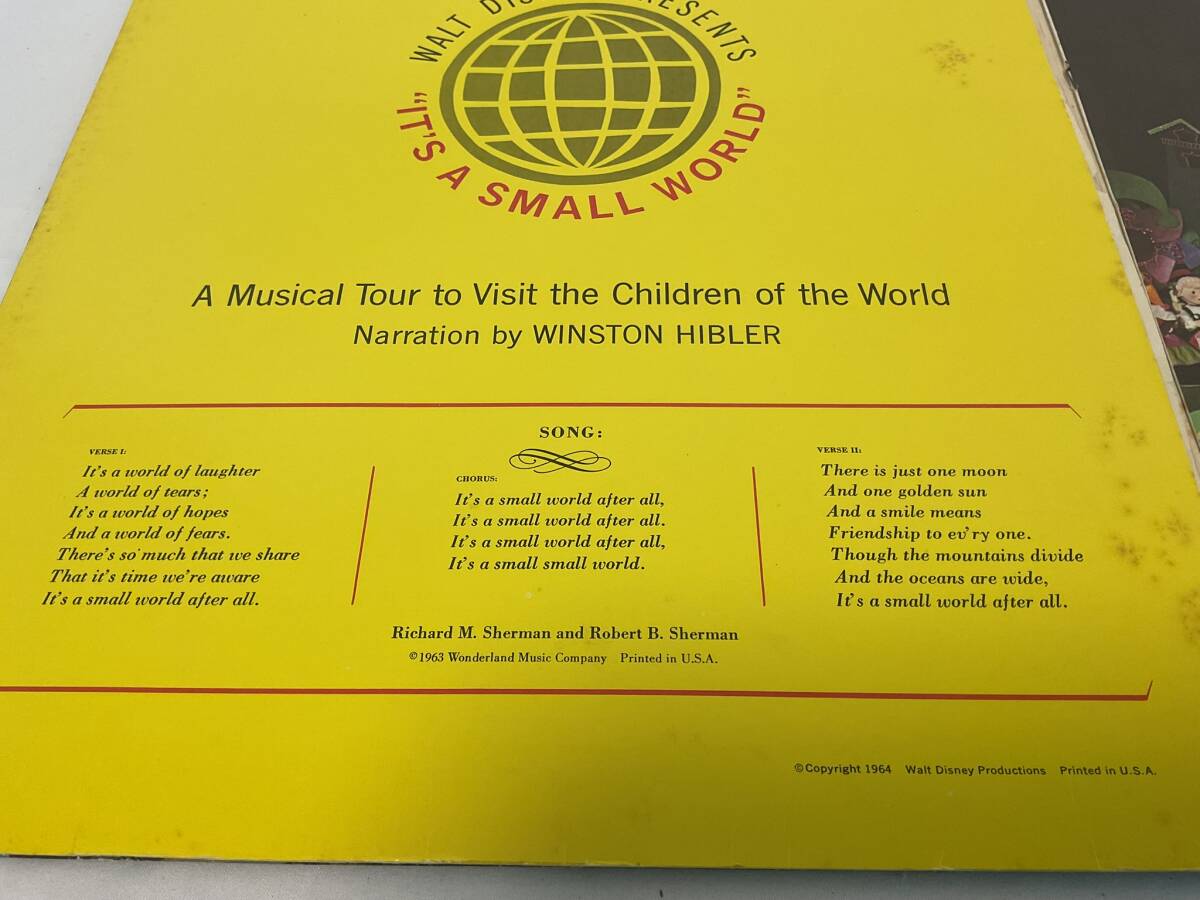 WALT DIS RESENTS
"IT'S A SMALL WORLD"
A Musical Tour to Visit the Children of the World
Narration by WINSTON HIBLER
SONG:
VERSE I:
It's a world of laughter
A world of tears;
It's a world of hopes
And a world of fears.
There's so much that we share
That it's time we're aware
It's a small world after all.
CHORUS:
It's a small world after all,
It's a small world after all.
It's a small world after all,
It's a small small world.
VERSE II:
There is just one moon
And one golden sun
And a smile means
Friendship to ev'ry one.
Though the mountains divide
And the oceans are wide,
It's a small world after all.
Richard M. Sherman and Robert B. Sherman
©1963 Wonderland Music Company Printed in U.S.A.
©Copyright 1964 Walt Disney Productions Printed in U.S.A.